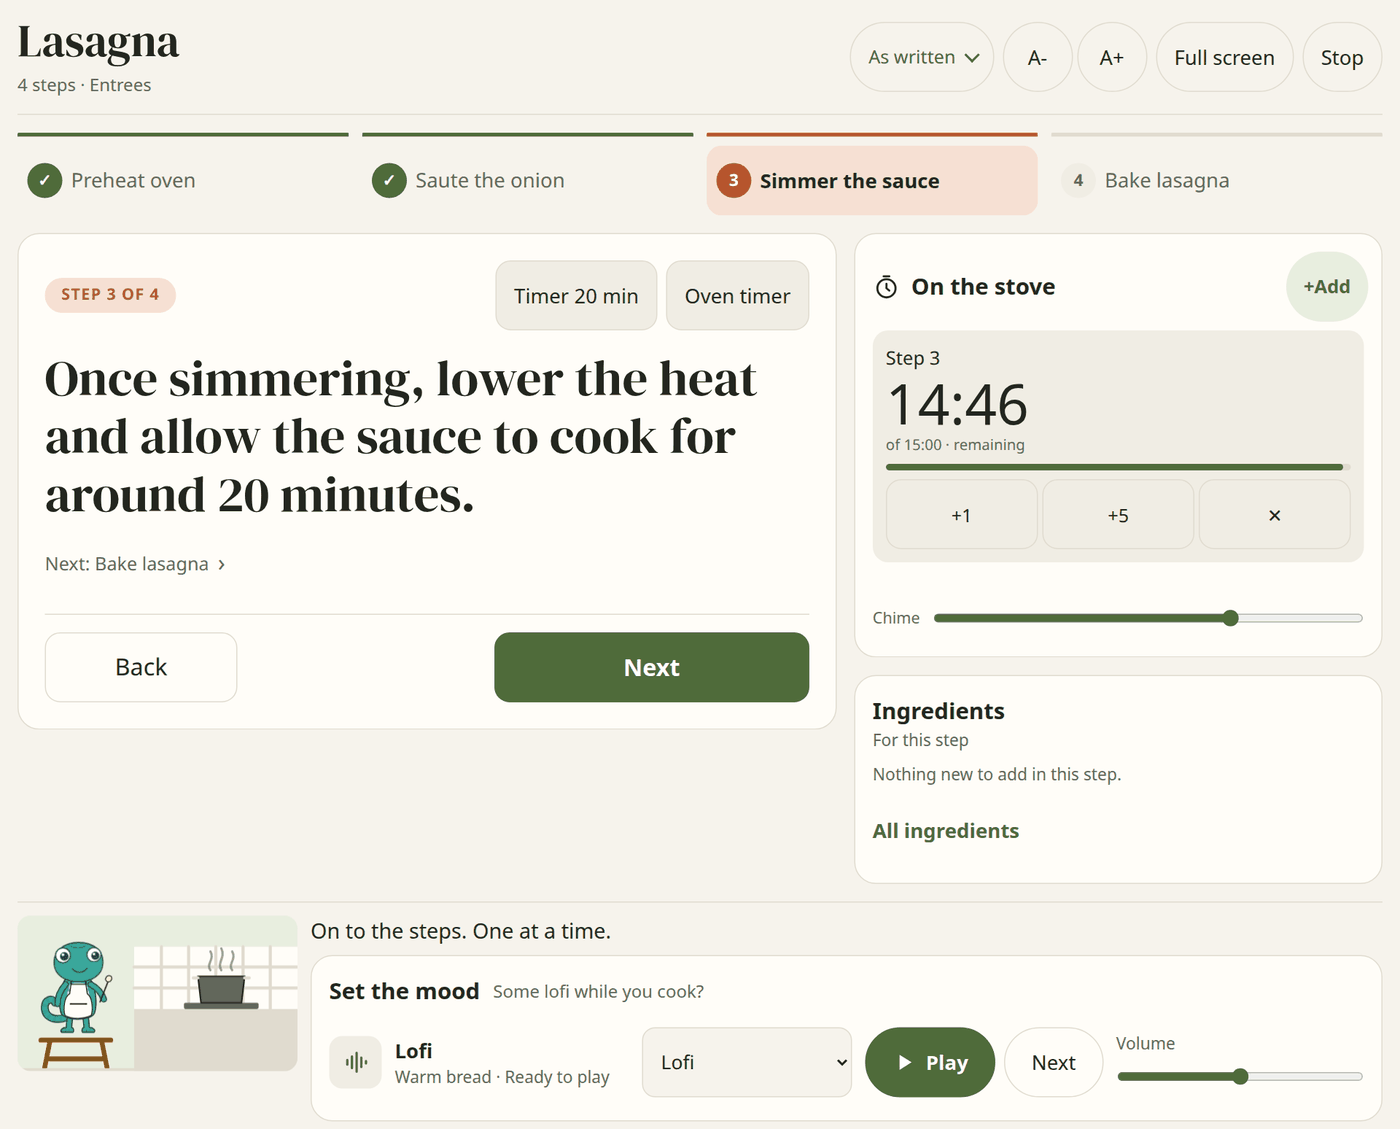 Lasagna
4 steps · Entrees
As written
A-
A+
Full screen
Stop
✓ Preheat oven
✓ Saute the onion
3 Simmer the sauce
4 Bake lasagna
STEP 3 OF 4
Timer 20 min
Oven timer
Once simmering, lower the heat
and allow the sauce to cook for
around 20 minutes.
Next: Bake lasagna ›
Back
Next
On the stove
+Add
Step 3
14:46
of 15:00 · remaining
+1
+5
✕
Chime
Ingredients
For this step
Nothing new to add in this step.
All ingredients
On to the steps. One at a time.
Set the mood Some lofi while you cook?
Lofi
Warm bread · Ready to play
Lofi
Play
Next
Volume